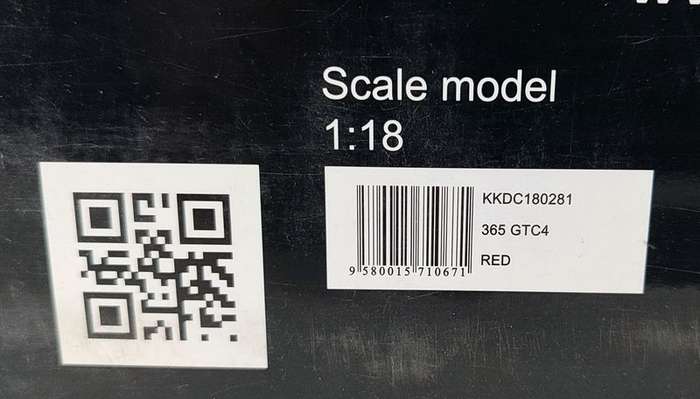 Scale model
1:18
KKDC180281
365 GTC4
9 580015 710671
RED